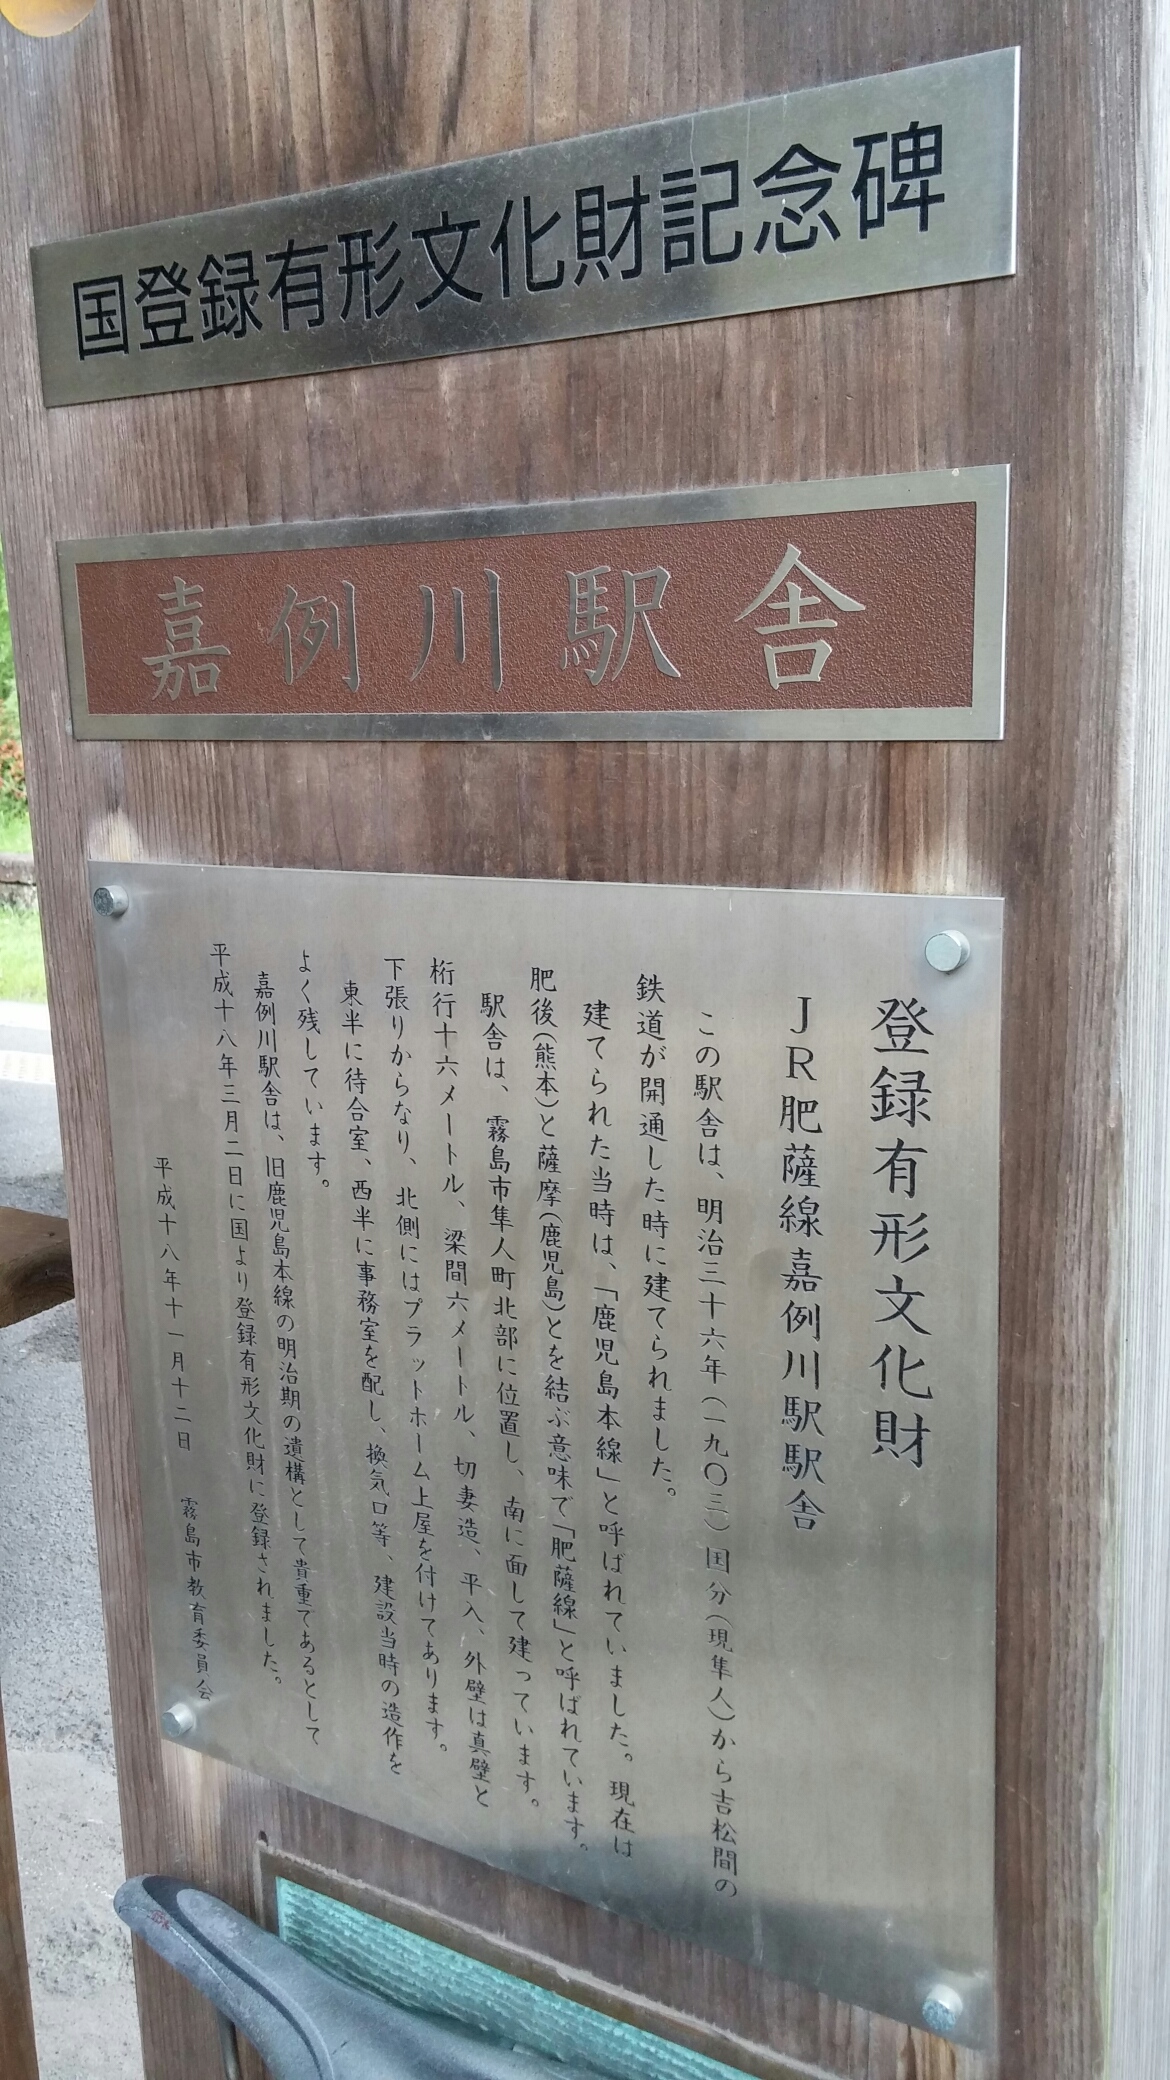 国登録有形文化財記念碑
嘉例川駅舎
登録有形文化財
JR肥薩線嘉例川駅駅舎
この駅舎は、明治三十六年(一九〇三)国分(現隼人)から吉松間の
鉄道が開通した時に建てられました。
建てられた当時は、「鹿児島本線」と呼ばれていました。現在は
肥後(熊本)と薩摩(鹿児島)とを結ぶ意味で「肥薩線」と呼ばれています。
駅舎は、霧島市隼人町北部に位置し、南に面して建っています。
桁行十六メートル、梁間六メートル、切妻造、平入、外壁は真壁と
下張りからなり、北側にはプラットホーム上屋を付けてあります。
東半に待合室、西半に事務室を配し、換気口等、建設当時の造作を
よく残しています。
嘉例川駅舎は、旧鹿児島本線の明治期の遺構として貴重であるとして
平成十八年三月二日に国より登録有形文化財に登録されました。
平成十八年十一月十二日 霧島市教育委員会